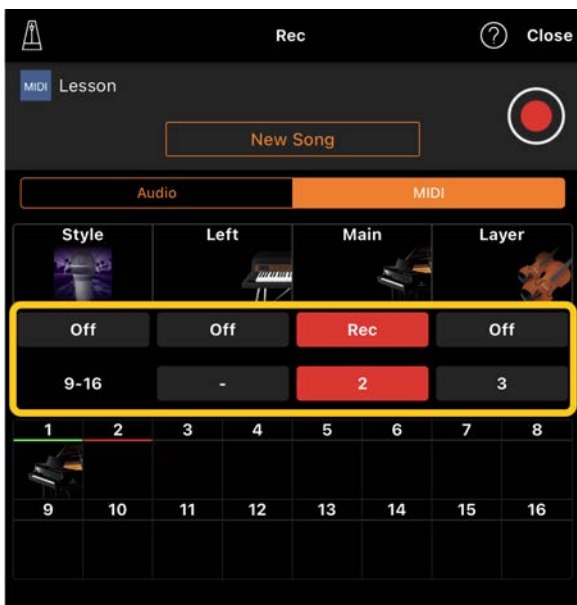 Rec
? Close
MIDI Lesson
New Song
Audio MIDI
Style Left Main Layer
Off Off Rec Off
9-16 - 2 3
1 2 3 4 5 6 7 8
9 10 11 12 13 14 15 16